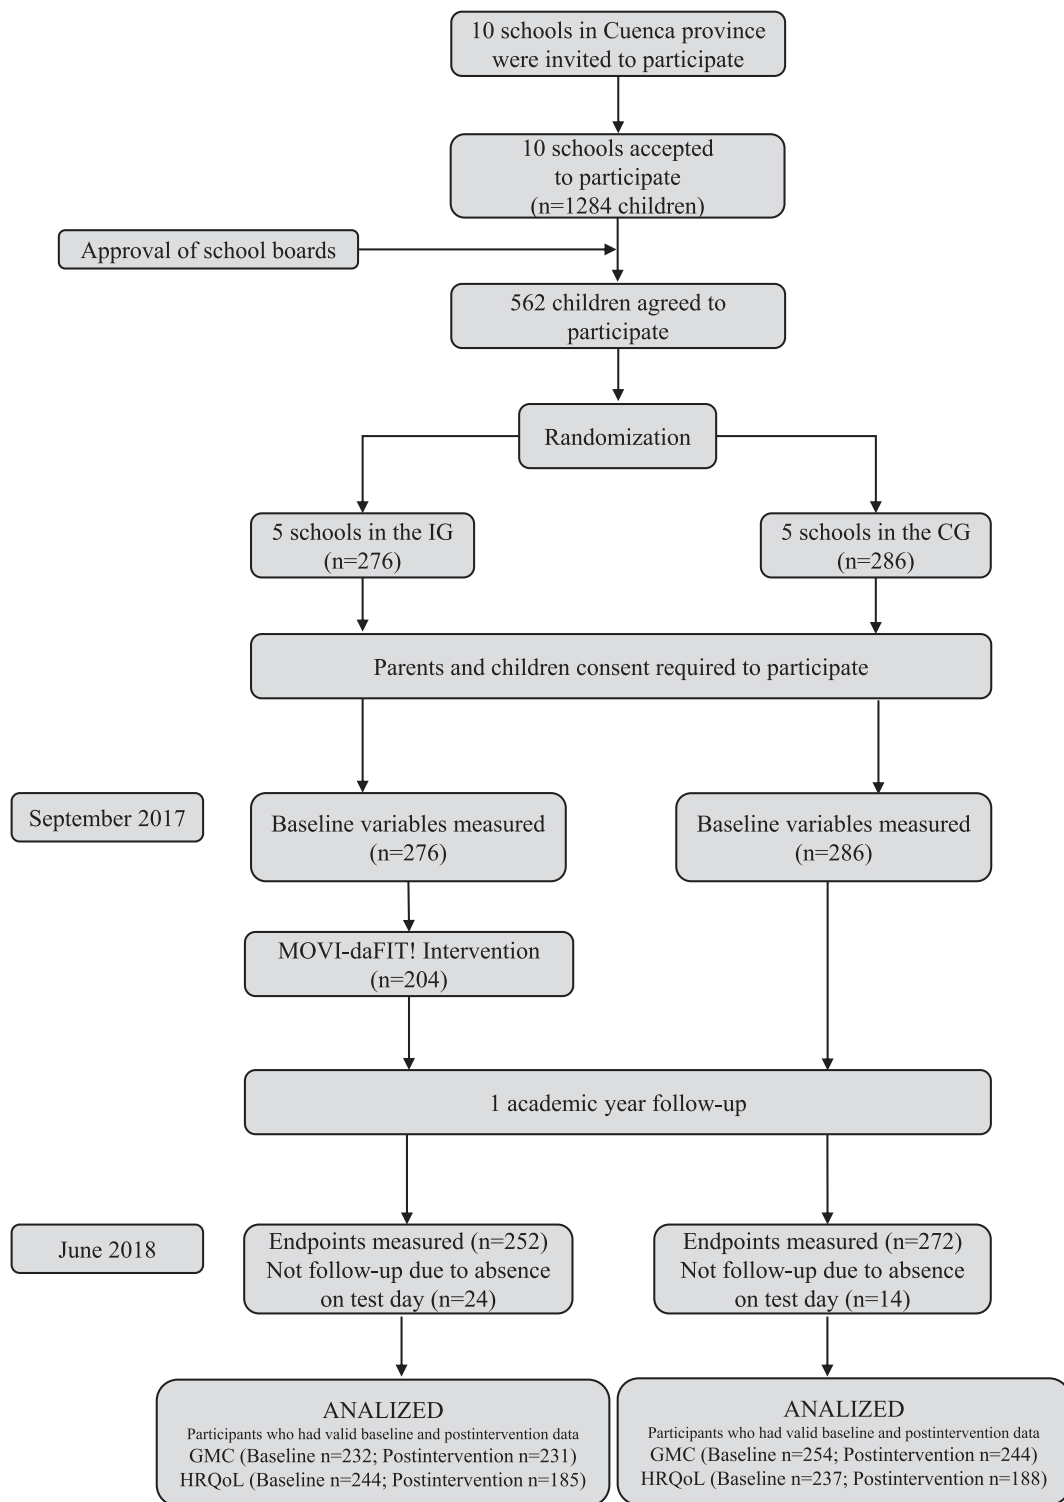 10 schools in Cuenca province
were invited to participate
10 schools accepted
to participate
(n=1284 children)
Approval of school boards
562 children agreed to
participate
Randomization
5 schools in the IG
(n=276)
5 schools in the CG
(n=286)
Parents and children consent required to participate
September 2017
Baseline variables measured
(n=276)
Baseline variables measured
(n=286)
MOVI-daFIT! Intervention
(n=204)
1 academic year follow-up
June 2018
Endpoints measured (n=252)
Not follow-up due to absence
on test day (n=24)
Endpoints measured (n=272)
Not follow-up due to absence
on test day (n=14)
ANALIZED
Participants who had valid baseline and postintervention data
GMC (Baseline n=232; Postintervention n=231)
HRQoL (Baseline n=244; Postintervention n=185)
ANALIZED
Participants who had valid baseline and postintervention data
GMC (Baseline n=254; Postintervention n=244)
HRQoL (Baseline n=237; Postintervention n=188)